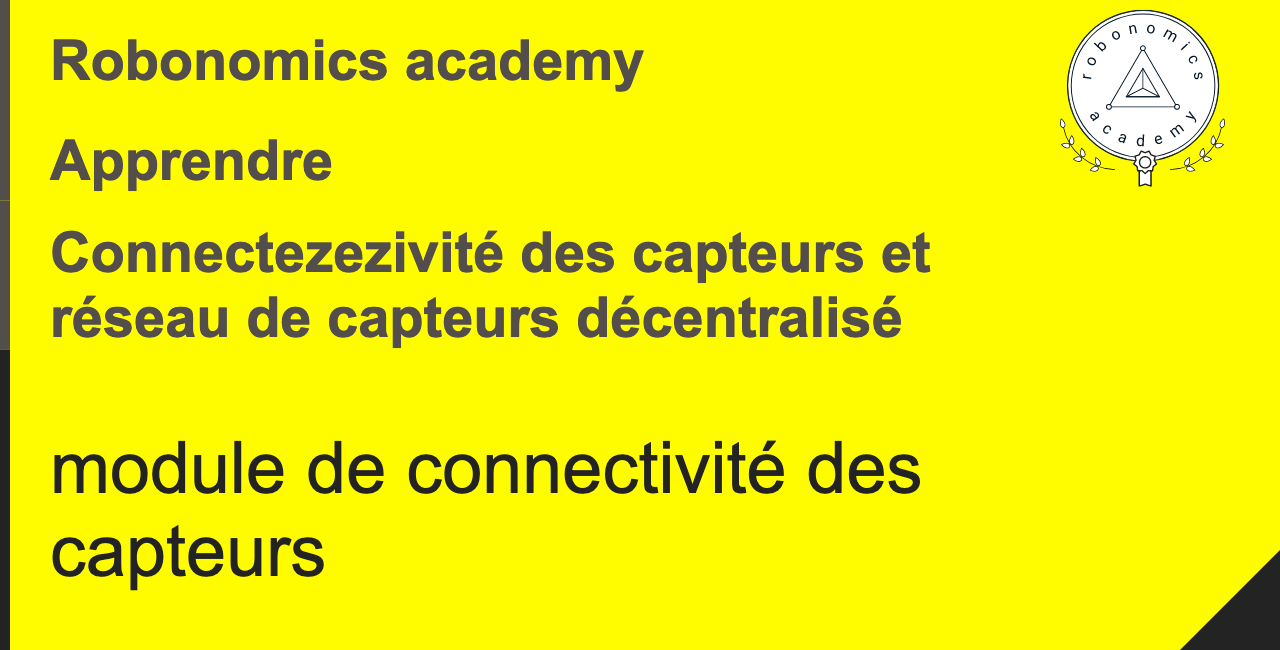 Robonomics academy
robonomics
academy
Apprendre
Connectezezivité des capteurs et
réseau de capteurs décentralisé
module de connectivité des
capteurs